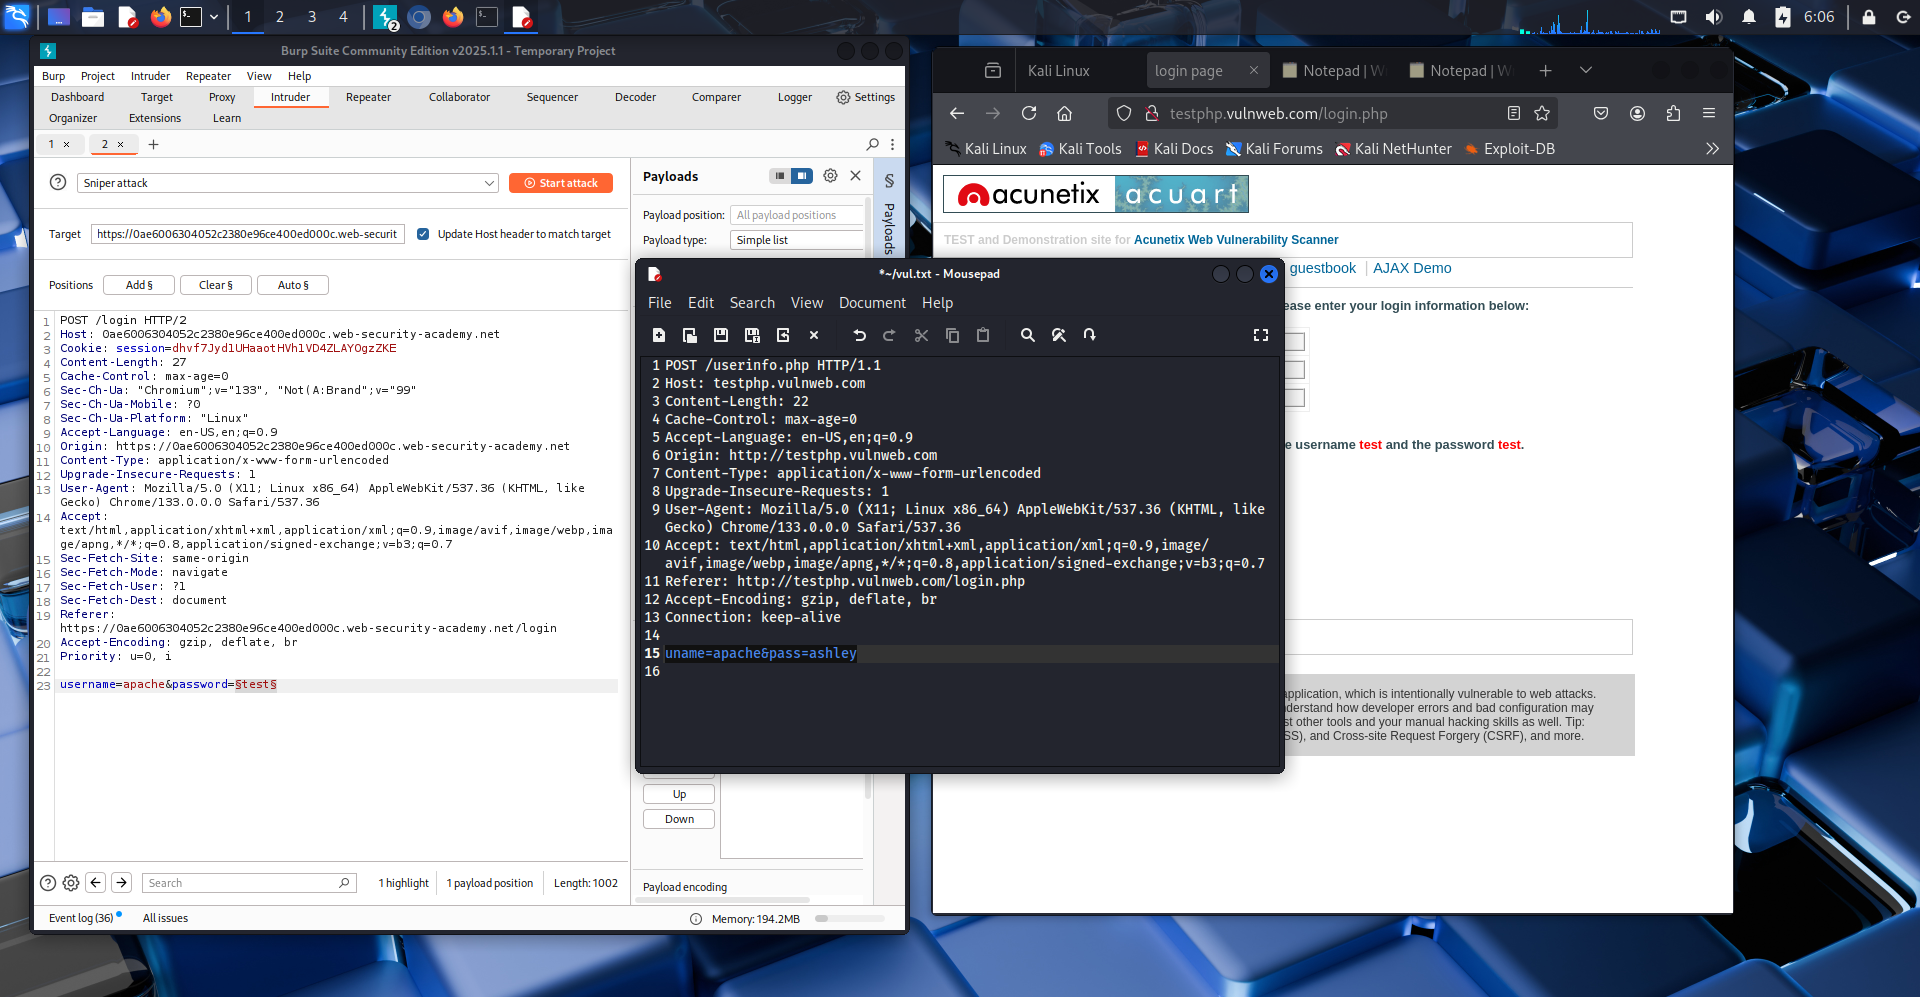 1 2 3 4 2 6:06
Burp Suite Community Edition v2025.1.1 - Temporary Project
Burp Project Intruder Repeater View Help
Dashboard Target Proxy Intruder Repeater Collaborator Sequencer Decoder Comparer Logger Settings
Organizer Extensions Learn
1 × 2 × +
Sniper attack Start attack
Target https://0ae6006304052c2380e96ce400ed000c.web-securit Update Host header to match target
Positions Add § Clear § Auto §
1 POST /login HTTP/2
2 Host: 0ae6006304052c2380e96ce400ed000c.web-security-academy.net
3 Cookie: session=dhvf7Jyd1UHaaotHVh1VD4ZLAYOgzZKE
4 Content-Length: 27
5 Cache-Control: max-age=0
6 Sec-Ch-Ua: "Chromium";v="133", "Not(A:Brand";v="99"
7 Sec-Ch-Ua-Mobile: ?0
8 Sec-Ch-Ua-Platform: "Linux"
9 Accept-Language: en-US,en;q=0.9
10 Origin: https://0ae6006304052c2380e96ce400ed000c.web-security-academy.net
11 Content-Type: application/x-www-form-urlencoded
12 Upgrade-Insecure-Requests: 1
13 User-Agent: Mozilla/5.0 (X11; Linux x86_64) AppleWebKit/537.36 (KHTML, like
Gecko) Chrome/133.0.0.0 Safari/537.36
14 Accept:
text/html,application/xhtml+xml,application/xml;q=0.9,image/avif,image/webp,ima
ge/apng,*/*;q=0.8,application/signed-exchange;v=b3;q=0.7
15 Sec-Fetch-Site: same-origin
16 Sec-Fetch-Mode: navigate
17 Sec-Fetch-User: ?1
18 Sec-Fetch-Dest: document
19 Referer:
https://0ae6006304052c2380e96ce400ed000c.web-security-academy.net/login
20 Accept-Encoding: gzip, deflate, br
21 Priority: u=0, i
22
23 username=apache&password=§test§
Search 1 highlight 1 payload position Length: 1002
Event log (36) All issues Memory: 194.2MB
Payloads
Payload position: All payload positions
Payload type: Simple list
§ Payloads
Up
Down
Payload encoding
*~/vul.txt - Mousepad
File Edit Search View Document Help
1 POST /userinfo.php HTTP/1.1
2 Host: testphp.vulnweb.com
3 Content-Length: 22
4 Cache-Control: max-age=0
5 Accept-Language: en-US,en;q=0.9
6 Origin: http://testphp.vulnweb.com
7 Content-Type: application/x-www-form-urlencoded
8 Upgrade-Insecure-Requests: 1
9 User-Agent: Mozilla/5.0 (X11; Linux x86_64) AppleWebKit/537.36 (KHTML, like
Gecko) Chrome/133.0.0.0 Safari/537.36
10 Accept: text/html,application/xhtml+xml,application/xml;q=0.9,image/
avif,image/webp,image/apng,*/*;q=0.8,application/signed-exchange;v=b3;q=0.7
11 Referer: http://testphp.vulnweb.com/login.php
12 Accept-Encoding: gzip, deflate, br
13 Connection: keep-alive
14
15 uname=apache&pass=ashley
16
Kali Linux login page × Notepad | W Notepad | W
testphp.vulnweb.com/login.php
Kali Linux Kali Tools Kali Docs Kali Forums Kali NetHunter Exploit-DB
acunetix acuart
TEST and Demonstration site for Acunetix Web Vulnerability Scanner
guestbook | AJAX Demo
ease enter your login information below:
e username test and the password test.
application, which is intentionally vulnerable to web attacks.
nderstand how developer errors and bad configuration may
st other tools and your manual hacking skills as well. Tip:
SS), and Cross-site Request Forgery (CSRF), and more.